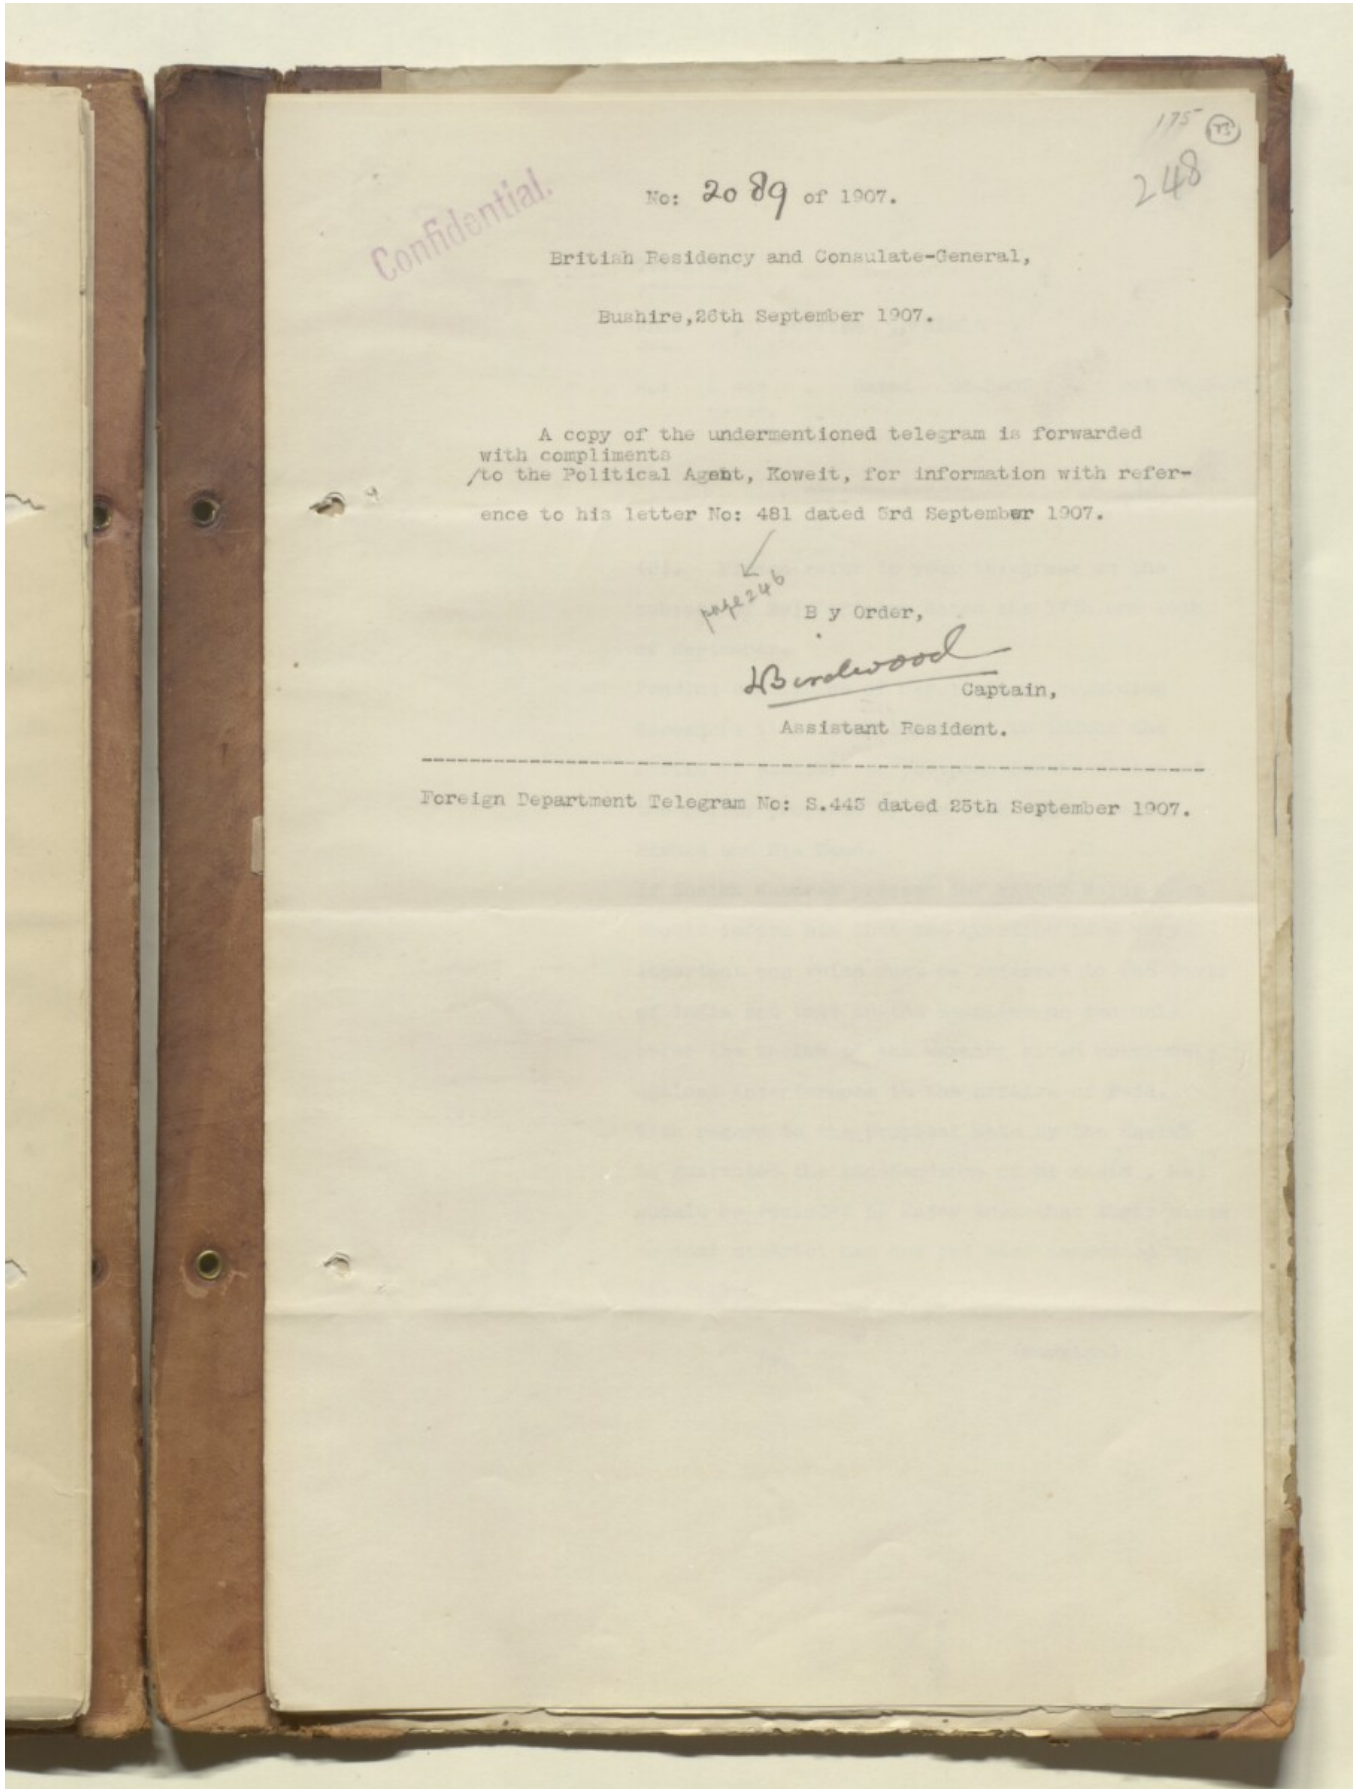 175
248
Confidential.
No: 2089 of 1907.
British Residency and Consulate-General,
Bushire, 26th September 1907.
A copy of the undermentioned telegram is forwarded
with compliments
/to the Political Agent, Koweit, for information with refer-
ence to his letter No: 481 dated 3rd September 1907.
page 246
B y Order,
Birdwood
Captain,
Assistant Resident.
Foreign Department Telegram No: S.445 dated 25th September 1907.